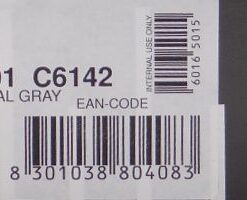 INTERNAL USE ONLY
6016 5015
01 C6142
AL GRAY
EAN-CODE
8 301038 804083